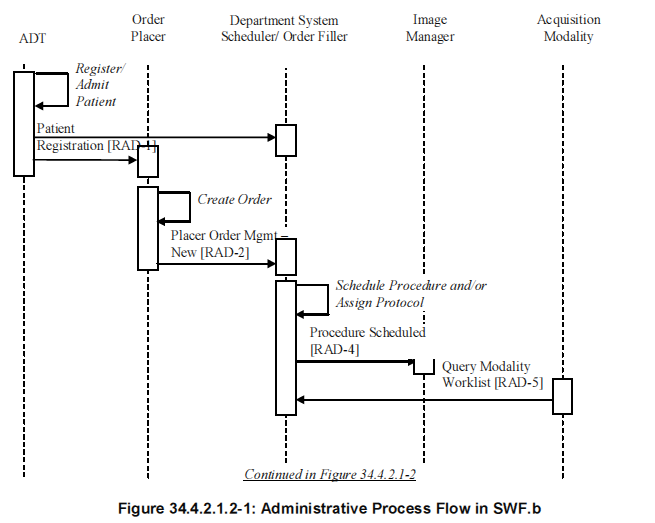 ADT
Order
Placer
Department System
Scheduler/ Order Filler
Image
Manager
Acquisition
Modality
Register/
Admit
Patient
Patient
Registration [RAD-1]
Create Order
Placer Order Mgmt –
New [RAD-2]
Schedule Procedure and/or
Assign Protocol
Procedure Scheduled
[RAD-4]
Query Modality
Worklist [RAD-5]
Continued in Figure 34.4.2.1-2
Figure 34.4.2.1.2-1: Administrative Process Flow in SWF.b